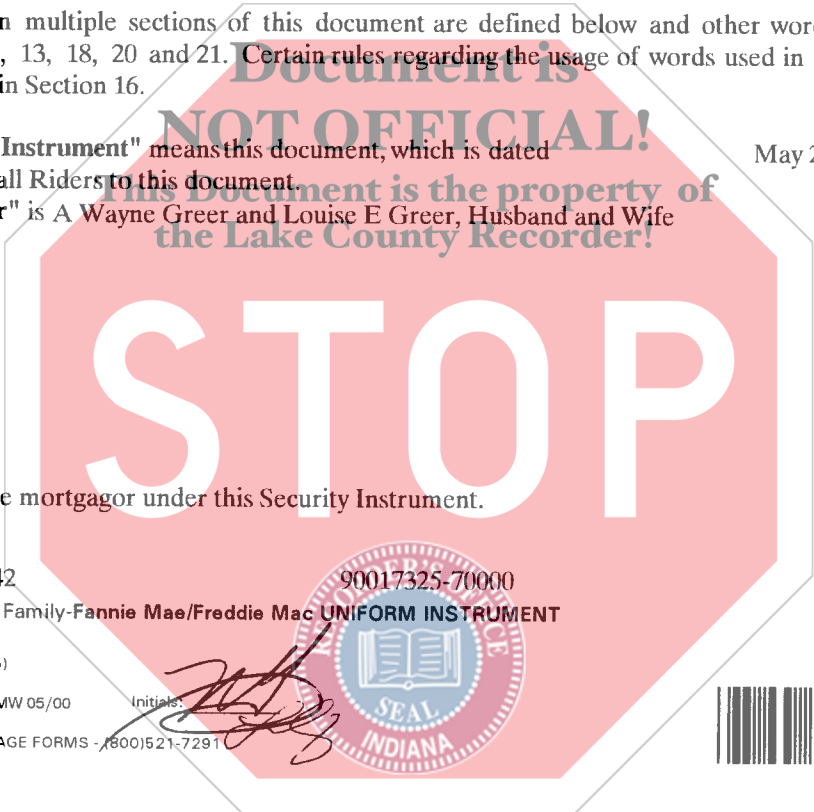 n multiple sections of this document are defined below and other wor
, 13, 18, 20 and 21. Certain rules regarding the usage of words used in
in Section 16.
Document is
NOT OFFICIAL!
This Document is the property of
the Lake County Recorder!
Instrument" means this document, which is dated May 2
all Riders to this document.
r" is A Wayne Greer and Louise E Greer, Husband and Wife
STOP
e mortgagor under this Security Instrument.
42 90017325-70000
Family-Fannie Mae/Freddie Mac UNIFORM INSTRUMENT
)
MW 05/00 Initials:
AGE FORMS - (800)521-7291
RECORDER'S OFFICE
SEAL
INDIANA